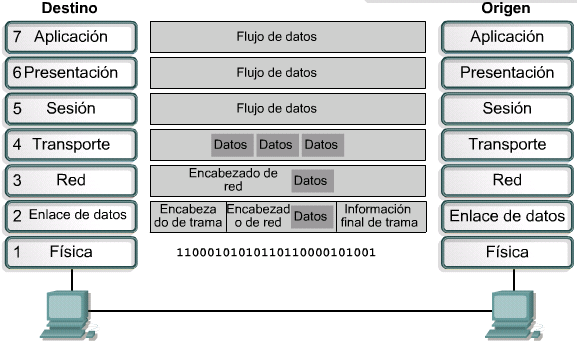 Destino Origen
7 Aplicación Flujo de datos Aplicación
6 Presentación Flujo de datos Presentación
5 Sesión Flujo de datos Sesión
4 Transporte Datos Datos Datos Transporte
3 Red Encabezado de red Datos Red
2 Enlace de datos Encabeza do de trama Encabezad o de red Datos Información final de trama Enlace de datos
1 Física 110001010101101100001010​01 Física